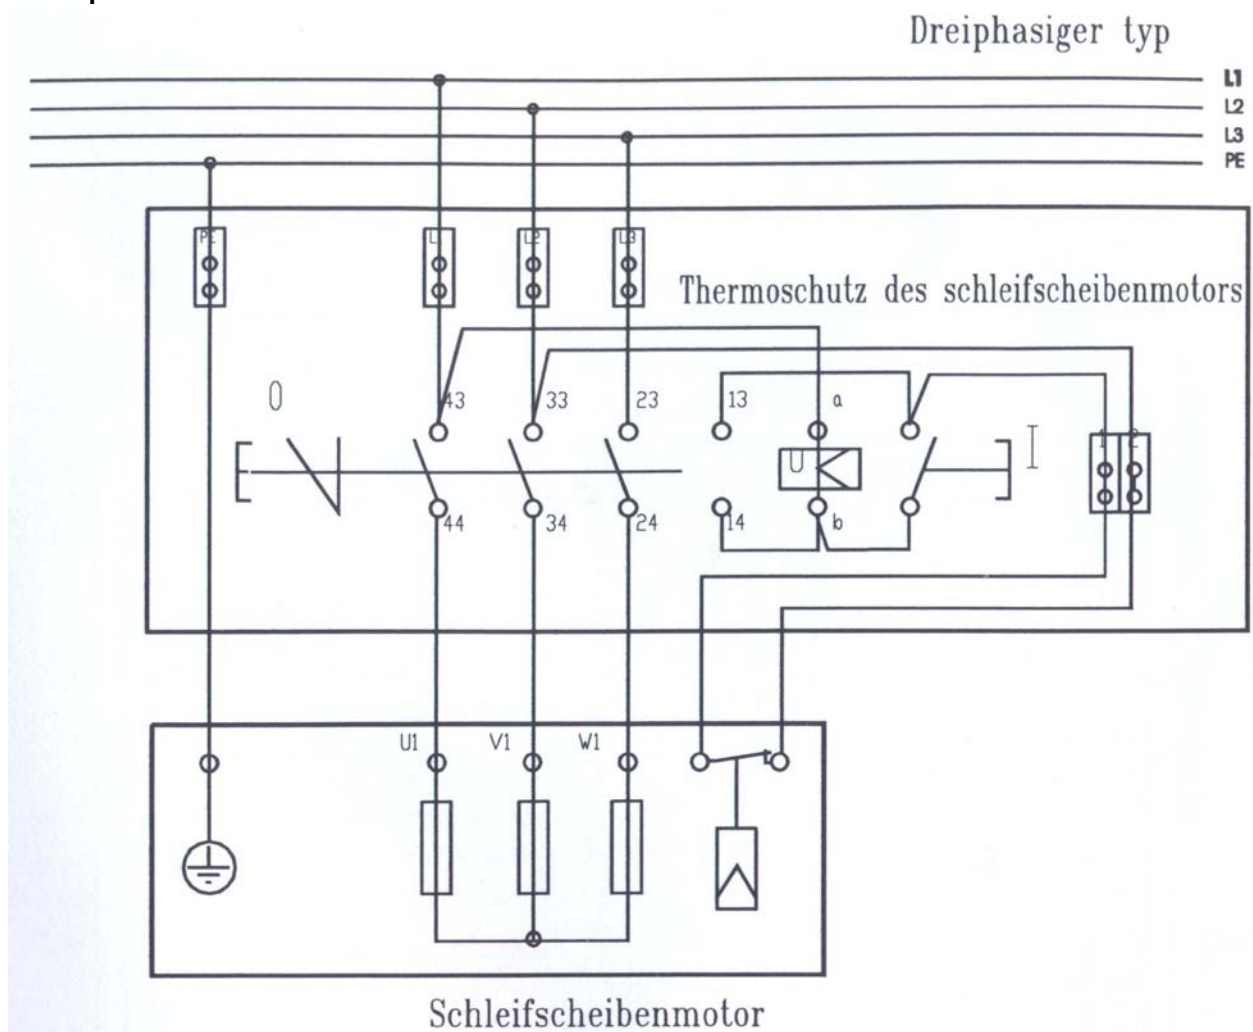 Dreiphasiger typ
L1
L2
L3
PE
PE L1 L2 L3
Thermoschutz des schleifscheibenmotors
0 43 33 23 13 a I
U 1 2
44 34 24 14 b
U1 V1 W1
Schleifscheibenmotor